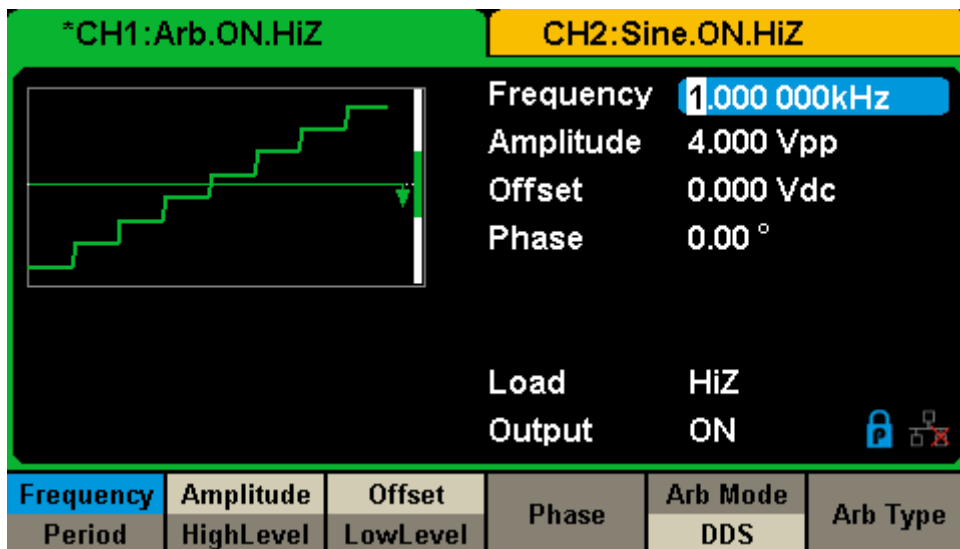 *CH1:Arb.ON.HiZ
CH2:Sine.ON.HiZ
Frequency 1.000 000kHz
Amplitude 4.000 Vpp
Offset 0.000 Vdc
Phase 0.00 °
Load HiZ
Output ON
P
Frequency Amplitude Offset Phase Arb Mode Arb Type
Period HighLevel LowLevel DDS